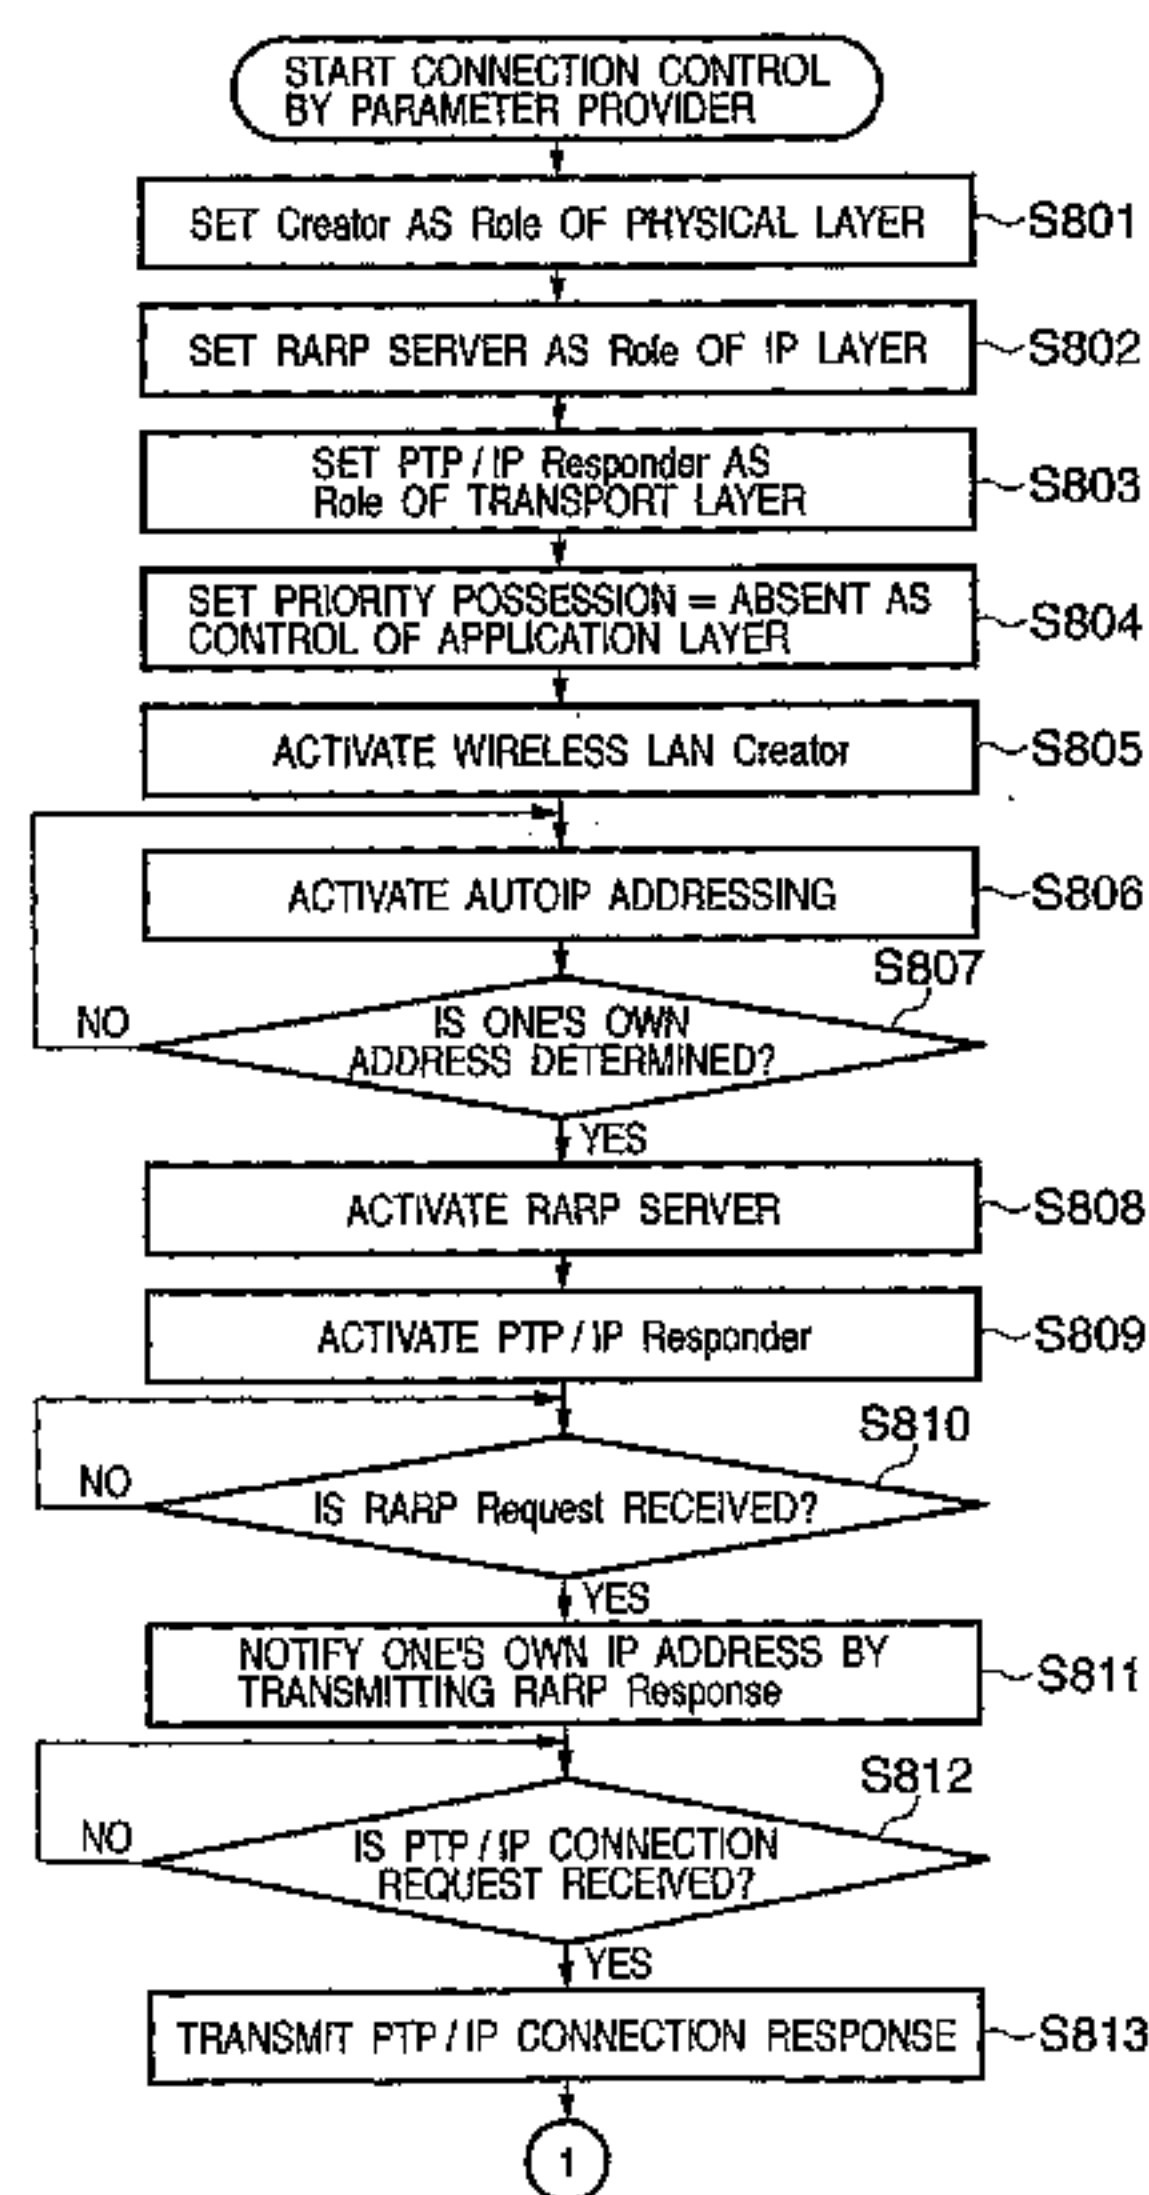 START CONNECTION CONTROL
BY PARAMETER PROVIDER
SET Creator AS Role OF PHYSICAL LAYER
S801
SET RARP SERVER AS Role OF IP LAYER
S802
SET PTP / IP Responder AS
Role OF TRANSPORT LAYER
S803
SET PRIORITY POSSESSION = ABSENT AS
CONTROL OF APPLICATION LAYER
S804
ACTIVATE WIRELESS LAN Creator
S805
ACTIVATE AUTOIP ADDRESSING
S806
S807
NO
IS ONE'S OWN
ADDRESS DETERMINED?
YES
ACTIVATE RARP SERVER
S808
ACTIVATE PTP / IP Responder
S809
S810
NO
IS RARP Request RECEIVED?
YES
NOTIFY ONE'S OWN IP ADDRESS BY
TRANSMITTING RARP Response
S811
S812
NO
IS PTP / IP CONNECTION
REQUEST RECEIVED?
YES
TRANSMIT PTP / IP CONNECTION RESPONSE
S813
1